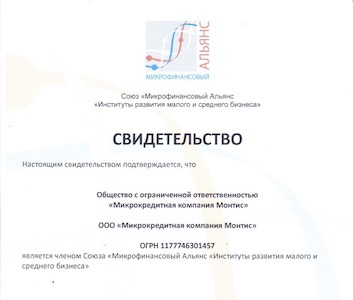 АЛЬЯНС
МИКРОФИНАНСОВЫЙ
Союз «Микрофинансовый Альянс
«Институты развития малого и среднего бизнеса»
СВИДЕТЕЛЬСТВО
Настоящим свидетельством подтверждается, что
Общество с ограниченной ответственностью
«Микрокредитная компания Монтис»
ООО «Микрокредитная компания Монтис»
ОГРН 1177746301457
является членом Союза «Микрофинансовый Альянс «Институты развития малого и
среднего бизнеса»